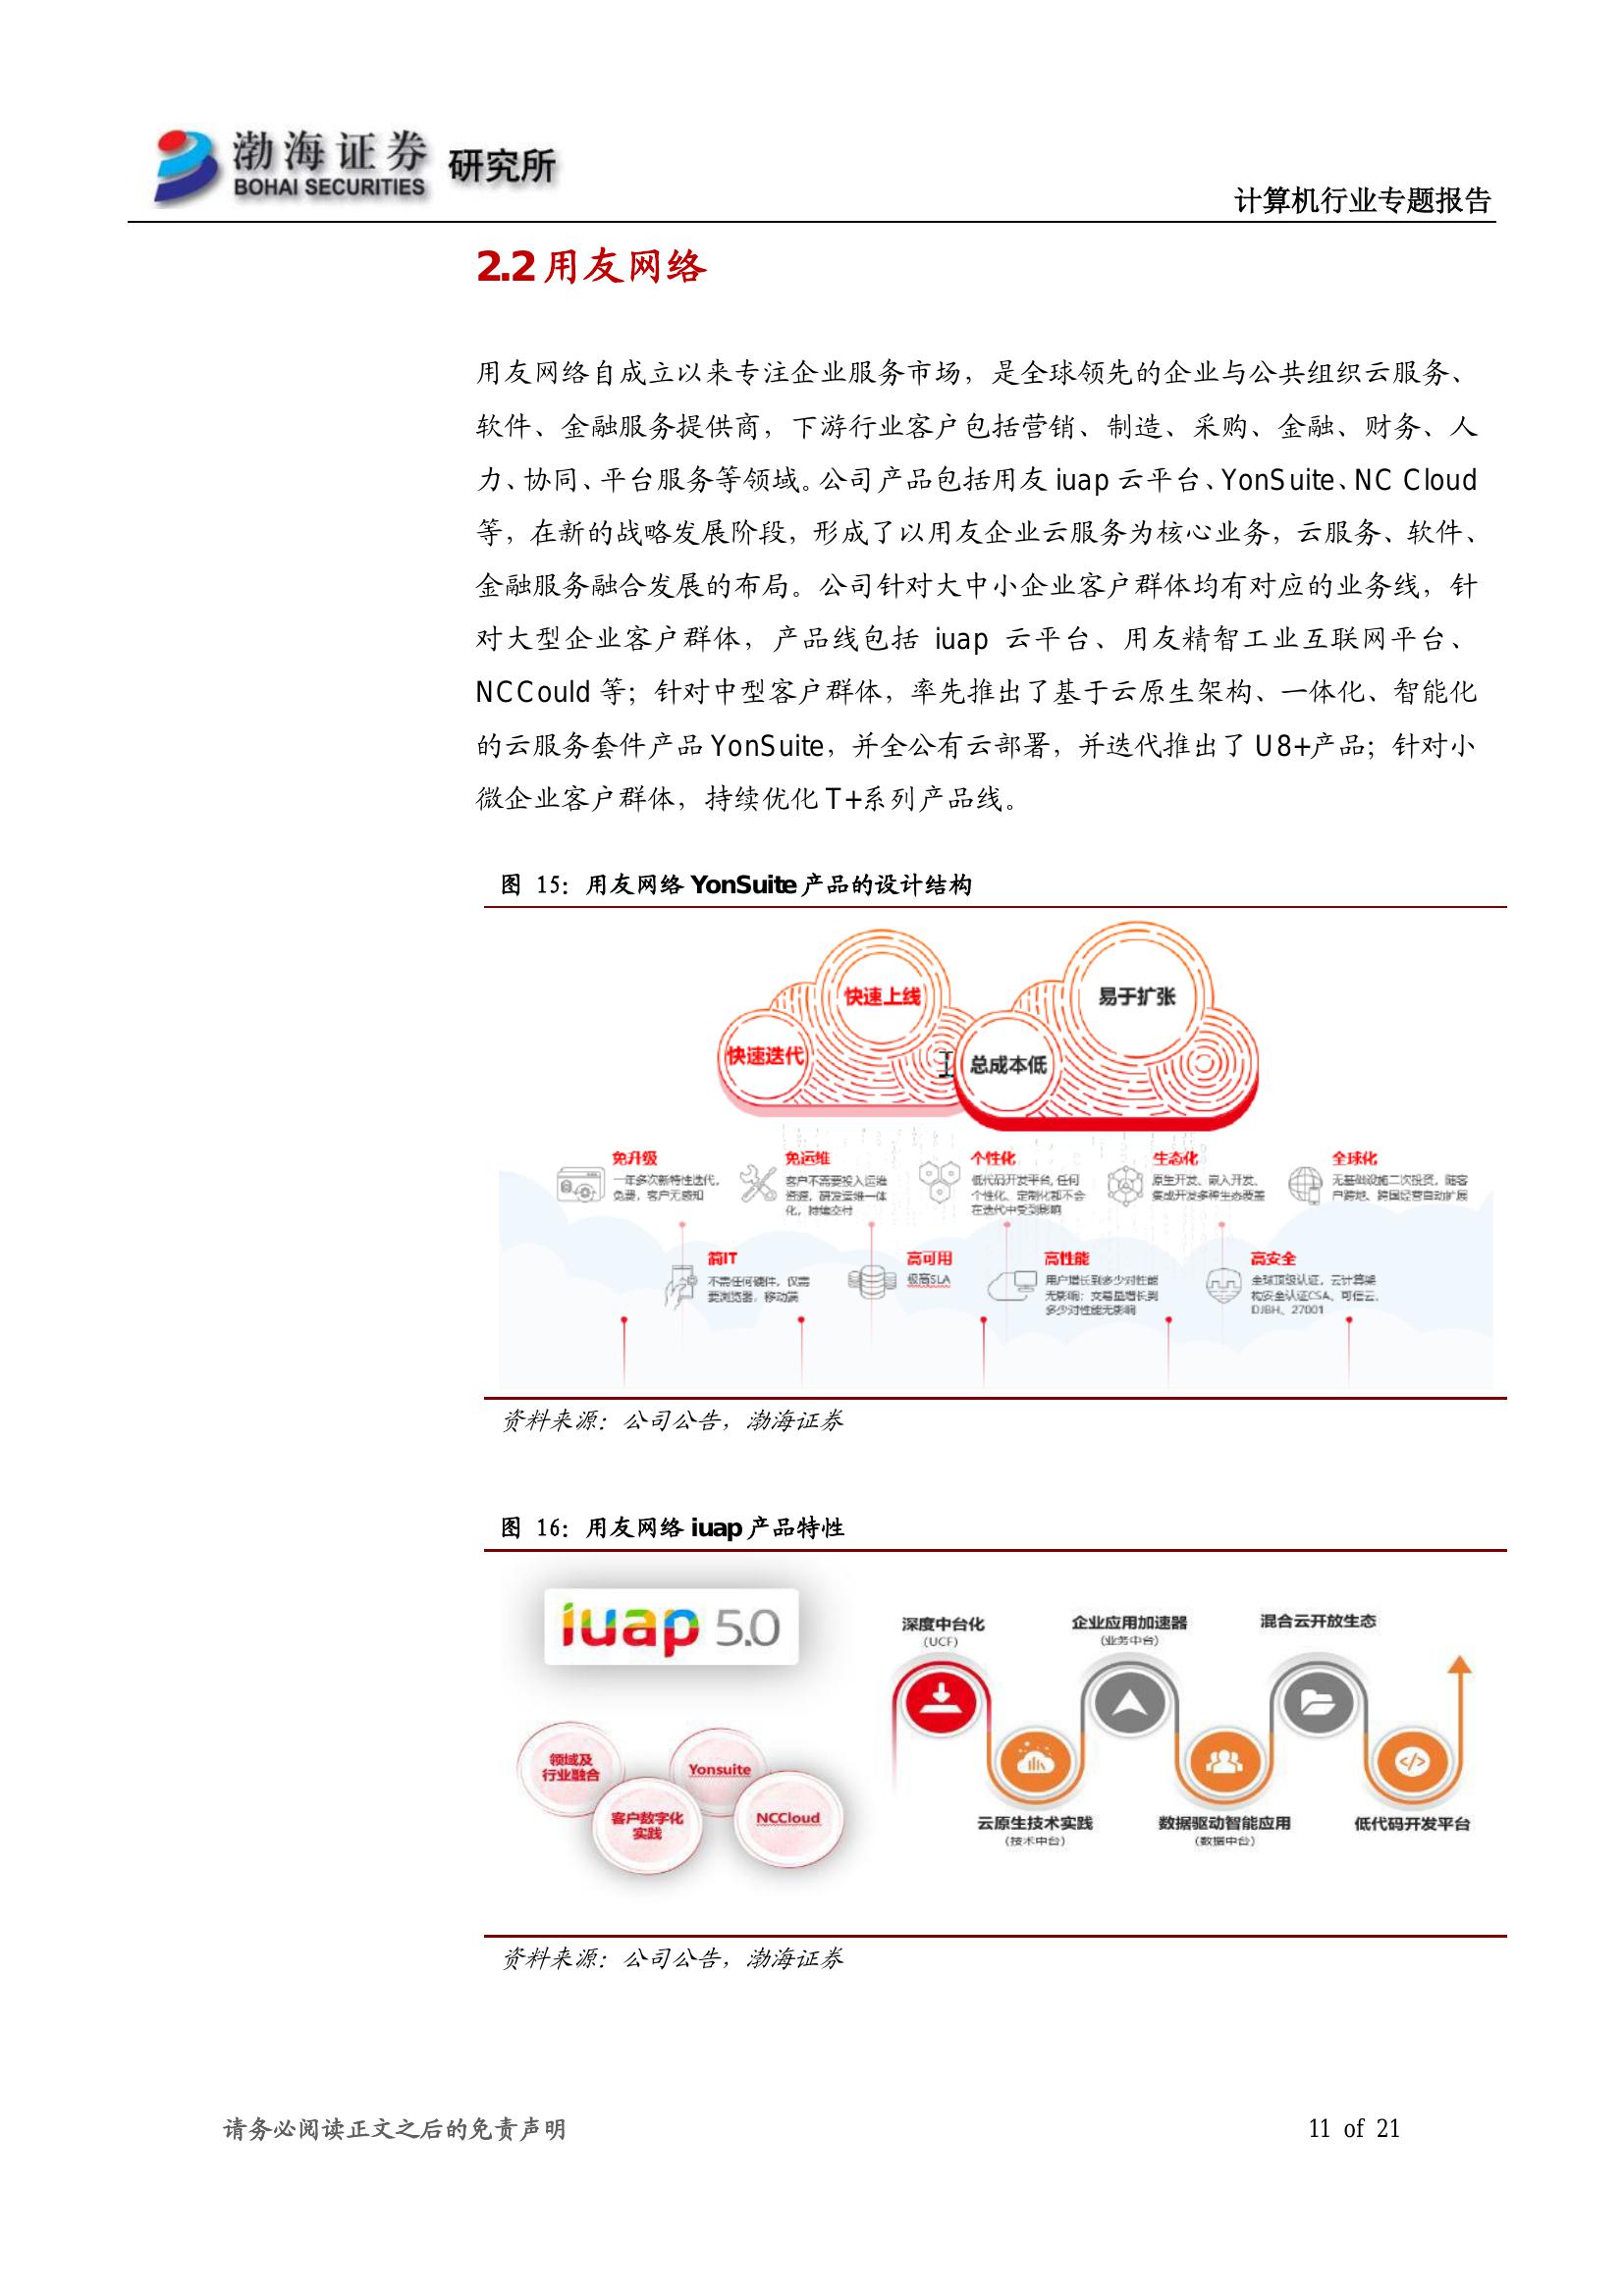 渤海证券 研究所
BOHAI SECURITIES
计算机行业专题报告
2.2 用友网络
用友网络自成立以来专注企业服务市场，是全球领先的企业与公共组织云服务、
软件、金融服务提供商，下游行业客户包括营销、制造、采购、金融、财务、人
力、协同、平台服务等领域。公司产品包括用友 iuap 云平台、YonSuite、NC Cloud
等，在新的战略发展阶段，形成了以用友企业云服务为核心业务，云服务、软件、
金融服务融合发展的布局。公司针对大中小企业客户群体均有对应的业务线，针
对大型企业客户群体，产品线包括 iuap 云平台、用友精智工业互联网平台、
NCCould 等；针对中型客户群体，率先推出了基于云原生架构、一体化、智能化
的云服务套件产品 YonSuite，并全公有云部署，并迭代推出了 U8+产品；针对小
微企业客户群体，持续优化 T+系列产品线。
图 15：用友网络 YonSuite 产品的设计结构
快速上线
易于扩张
快速迭代
总成本低
免升级
一年多次新特性迭代，
免费，客户无感知
免运维
客户不需要投入运维
资源，研发运维一体
化，持续交付
个性化
低代码开发平台，任何
个性化、定制化都不会
在迭代中受到影响
生态化
原生开发、嵌入开发、
集成开发多种生态覆盖
全球化
无基础设施二次投资，随客
户跨地、跨国经营自动扩展
简IT
不需任何硬件，仅需
要浏览器，移动端
高可用
极高SLA
高性能
用户增长到多少对性能
无影响；交易量增长到
多少对性能无影响
高安全
全球顶级认证，云计算架
构安全认证CSA、可信云、
DJBH、27001
资料来源：公司公告，渤海证券
图 16：用友网络 iuap 产品特性
iuap 5.0
领域及
行业融合
Yonsuite
客户数字化
实践
NCCloud
深度中台化
(UCF)
企业应用加速器
(业务中台)
混合云开放生态
云原生技术实践
(技术中台)
数据驱动智能应用
(数据中台)
低代码开发平台
资料来源：公司公告，渤海证券
请务必阅读正文之后的免责声明
11 of 21